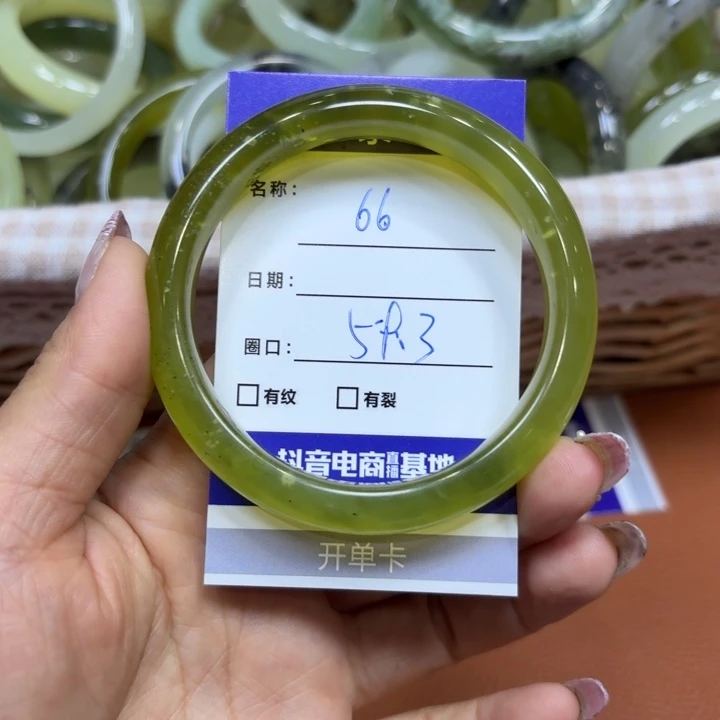 名称: 66
日期:
圈口: 58.3
□有纹 □有裂
抖音电商直播基地
开单卡